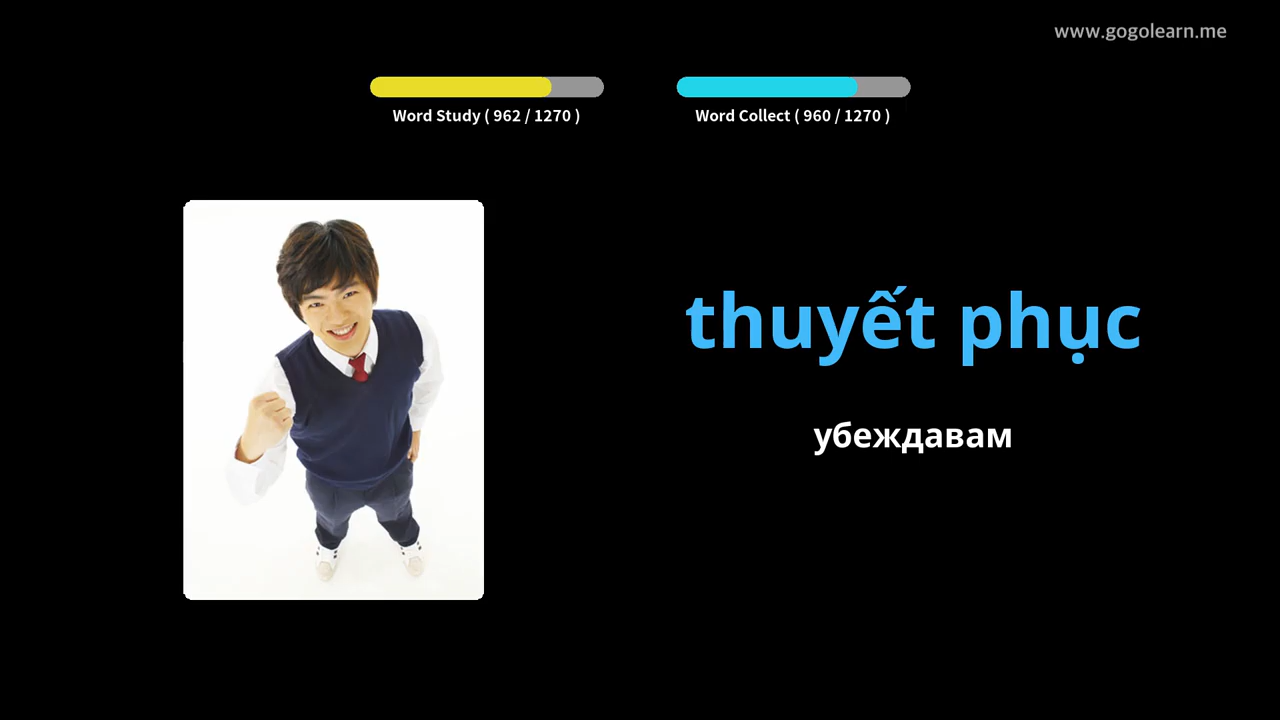 www.gogolearn.me
Word Study ( 962 / 1270 )
Word Collect ( 960 / 1270 )
thuyết phục
убеждавам